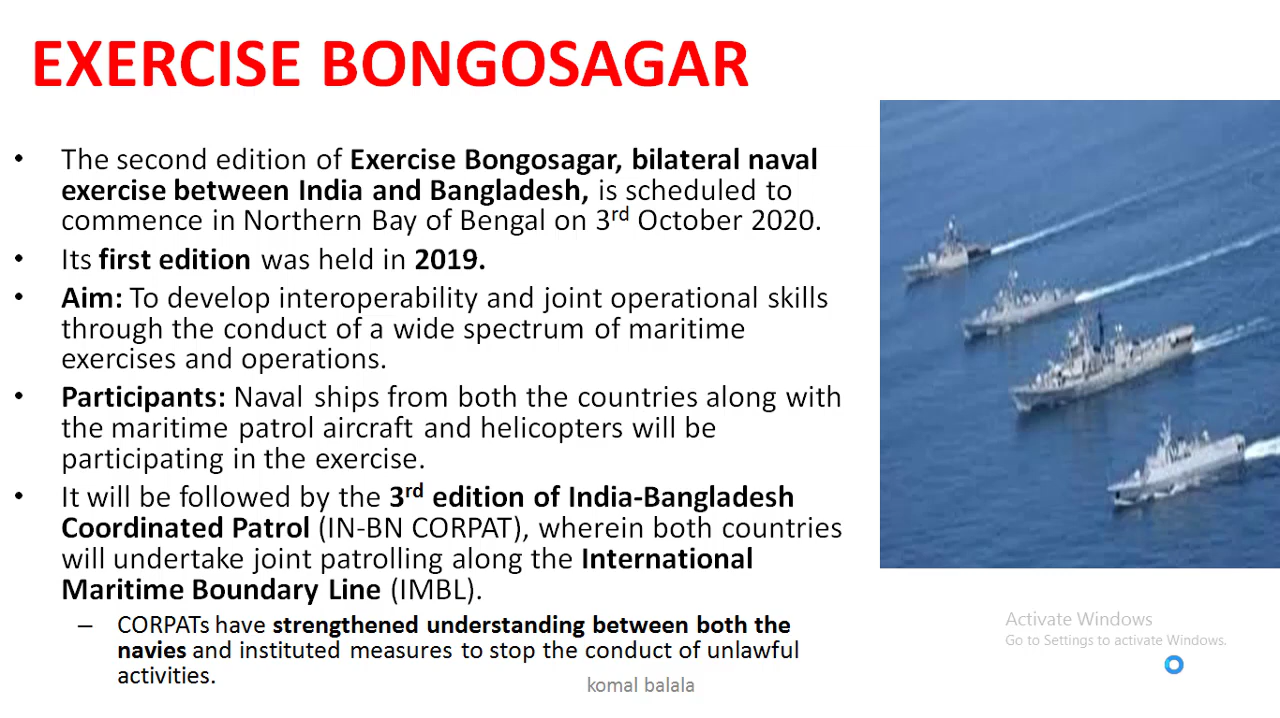 EXERCISE BONGOSAGAR
• The second edition of Exercise Bongosagar, bilateral naval
exercise between India and Bangladesh, is scheduled to
commence in Northern Bay of Bengal on 3rd October 2020.
• Its first edition was held in 2019.
• Aim: To develop interoperability and joint operational skills
through the conduct of a wide spectrum of maritime
exercises and operations.
• Participants: Naval ships from both the countries along with
the maritime patrol aircraft and helicopters will be
participating in the exercise.
• It will be followed by the 3rd edition of India-Bangladesh
Coordinated Patrol (IN-BN CORPAT), wherein both countries
will undertake joint patrolling along the International
Maritime Boundary Line (IMBL).
– CORPATs have strengthened understanding between both the
navies and instituted measures to stop the conduct of unlawful
activities.
komal balala
Activate Windows
Go to Settings to activate Windows.